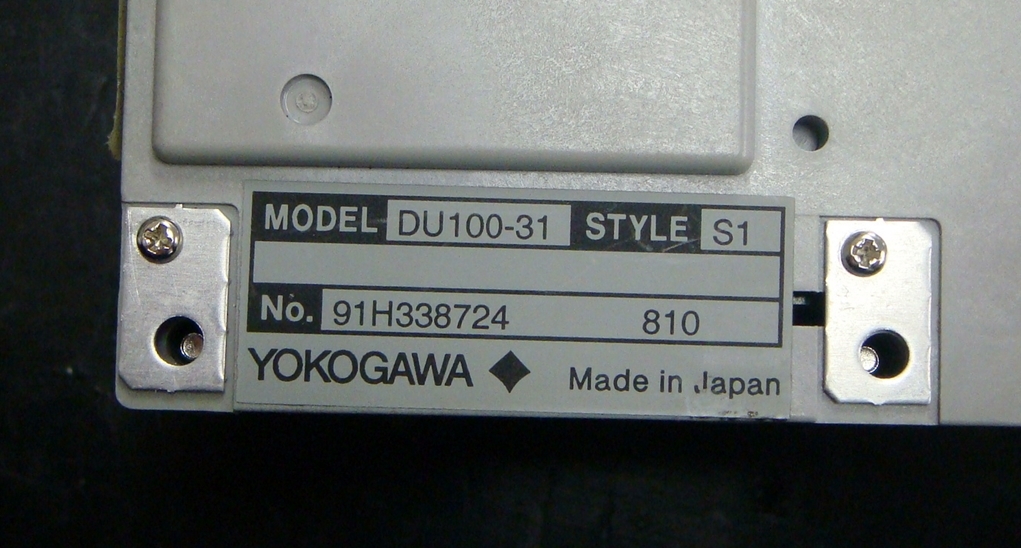 MODEL DU100-31 STYLE S1
No. 91H338724 810
YOKOGAWA ◆ Made in Japan